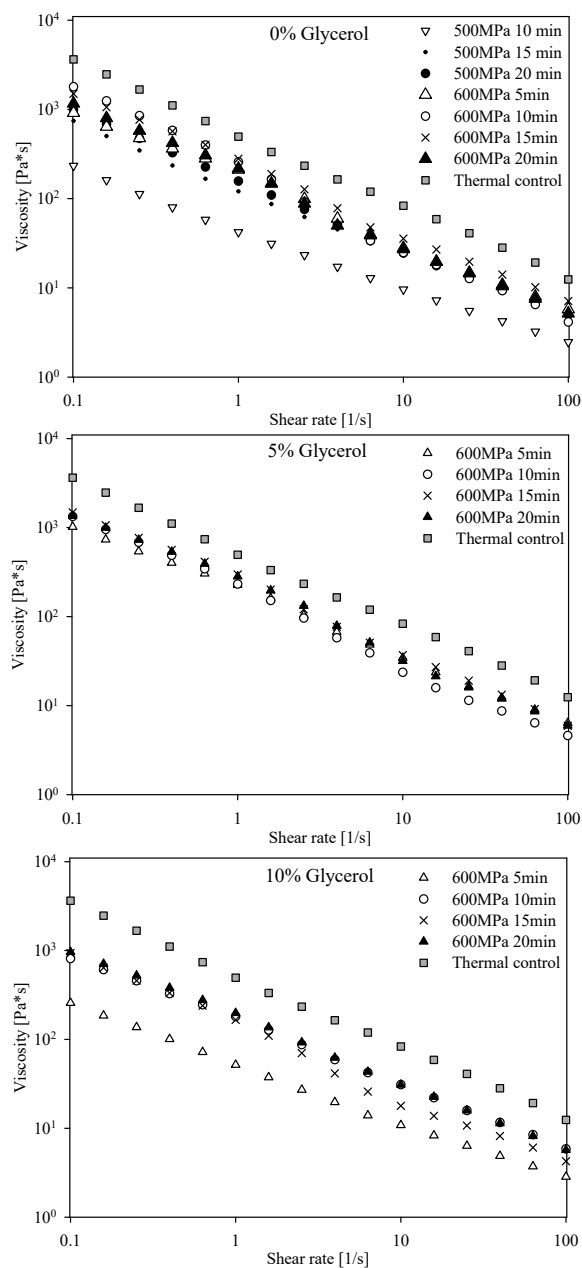 0% Glycerol
500MPa 10 min
500MPa 15 min
500MPa 20 min
600MPa 5min
600MPa 10min
600MPa 15min
600MPa 20min
Thermal control
Viscosity [Pa*s]
10⁴
10³
10²
10¹
10⁰
0.1 1 10 100
Shear rate [1/s]
5% Glycerol
600MPa 5min
600MPa 10min
600MPa 15min
600MPa 20min
Thermal control
Viscosity [Pa*s]
10⁴
10³
10²
10¹
10⁰
0.1 1 10 100
Shear rate [1/s]
10% Glycerol
600MPa 5min
600MPa 10min
600MPa 15min
600MPa 20min
Thermal control
Viscosity [Pa*s]
10⁴
10³
10²
10¹
10⁰
0.1 1 10 100
Shear rate [1/s]